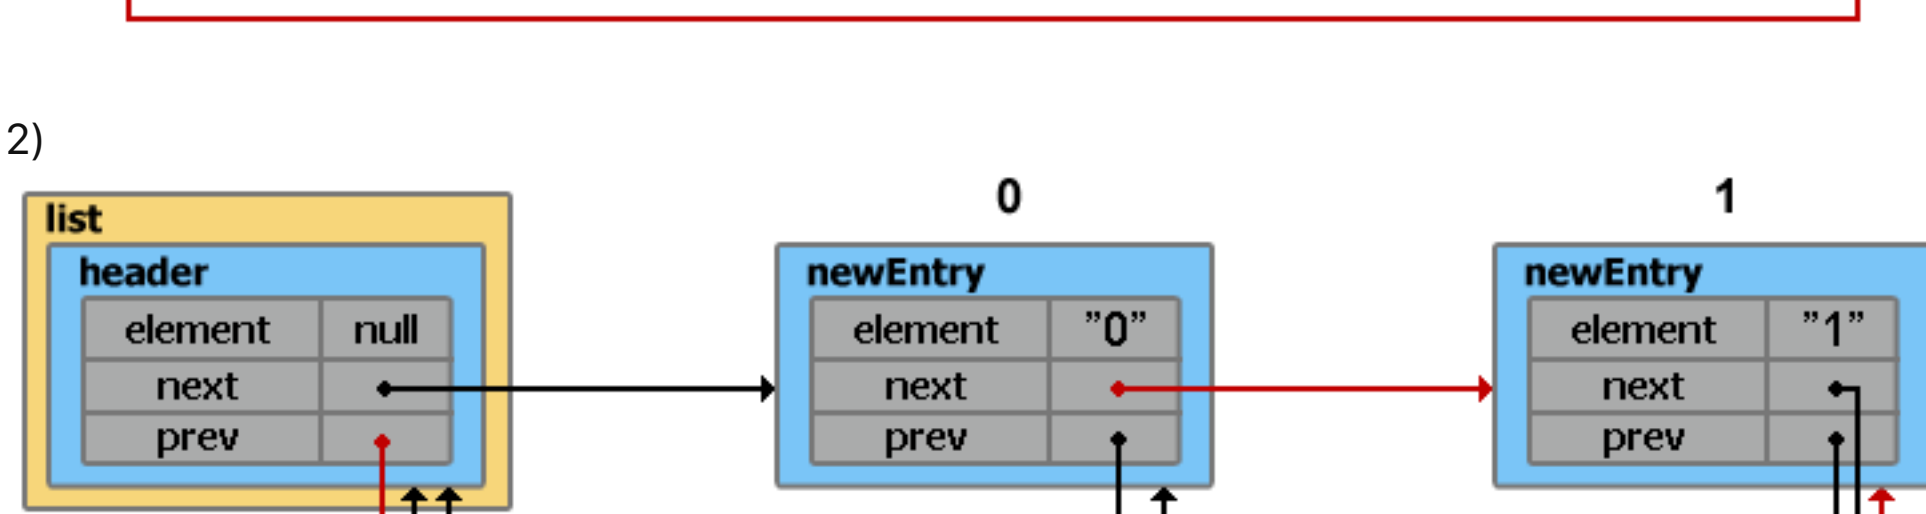 2)
0
1
list
header
newEntry
newEntry
element null
element ”0”
element ”1”
next
next
next
prev
prev
prev